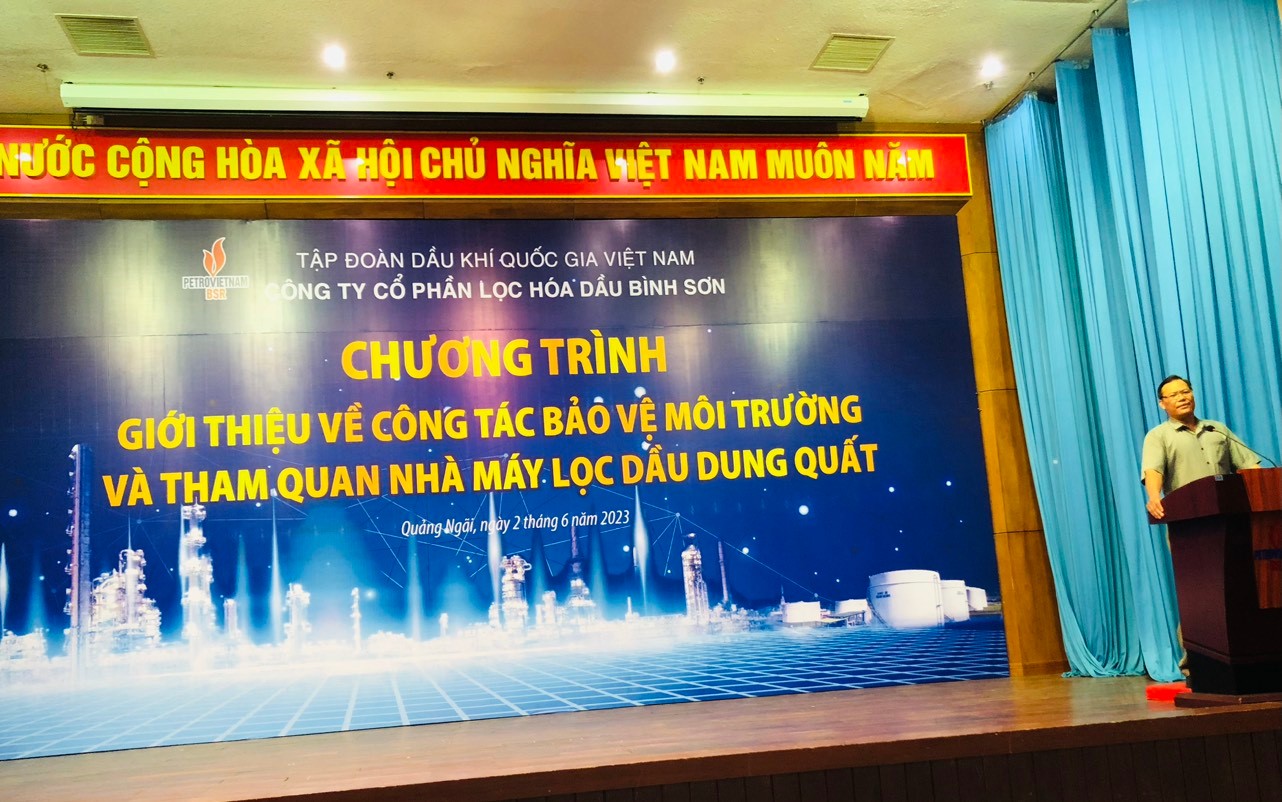 NƯỚC CỘNG HÒA XÃ HỘI CHỦ NGHĨA VIỆT NAM MUÔN NĂM
PETROVIETNAM
BSR
TẬP ĐOÀN DẦU KHÍ QUỐC GIA VIỆT NAM
CÔNG TY CỔ PHẦN LỌC HÓA DẦU BÌNH SƠN
CHƯƠNG TRÌNH
GIỚI THIỆU VỀ CÔNG TÁC BẢO VỆ MÔI TRƯỜNG
VÀ THAM QUAN NHÀ MÁY LỌC DẦU DUNG QUẤT
Quảng Ngãi, ngày 2 tháng 6 năm 2023